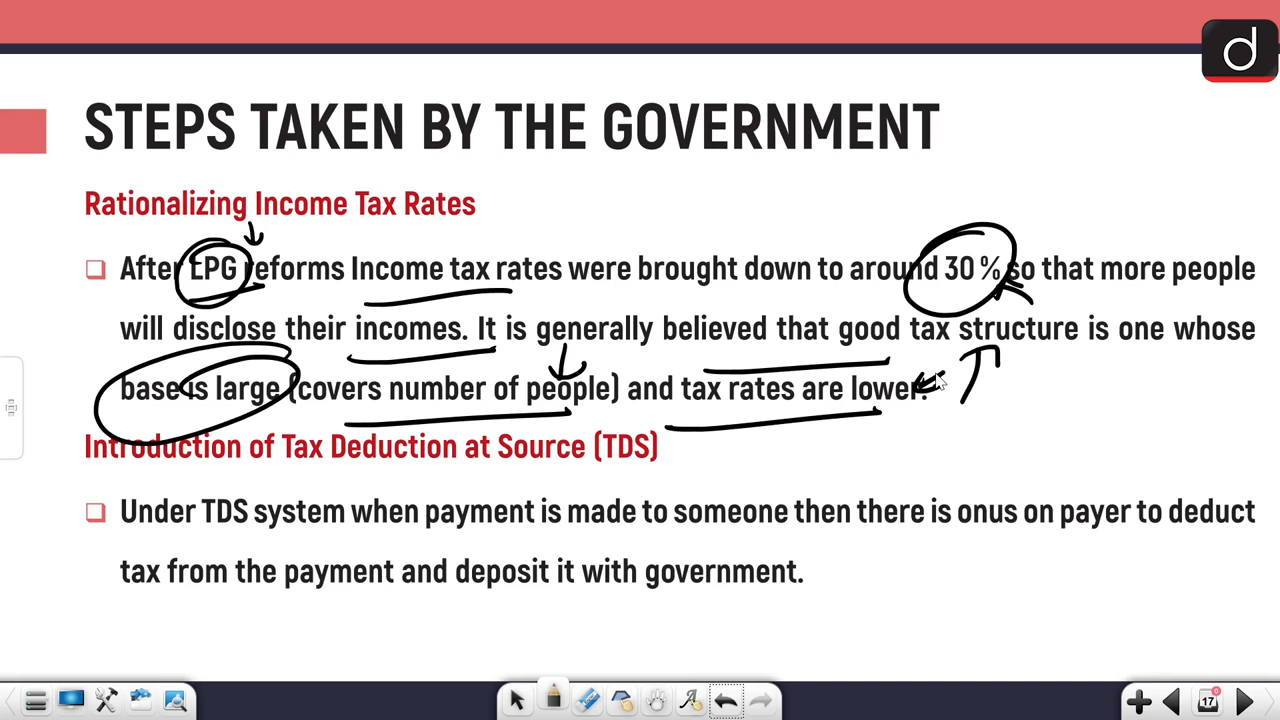 d
STEPS TAKEN BY THE GOVERNMENT
Rationalizing Income Tax Rates
After LPG reforms Income tax rates were brought down to around 30 % so that more people
will disclose their incomes. It is generally believed that good tax structure is one whose
base is large (covers number of people) and tax rates are lower.
Introduction of Tax Deduction at Source (TDS)
Under TDS system when payment is made to someone then there is onus on payer to deduct
tax from the payment and deposit it with government.
17